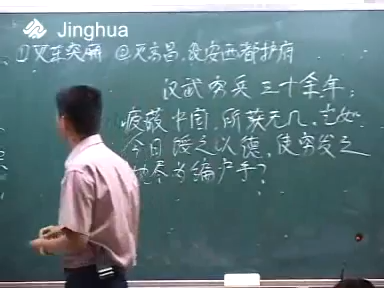 Jinghua
①灭东突厥 ②灭高昌，设安西都护府
汉武穷兵三十余年，
疲敝中国，所获无几，岂如
今日绥之以德，使穷发之
地尽为编户乎？